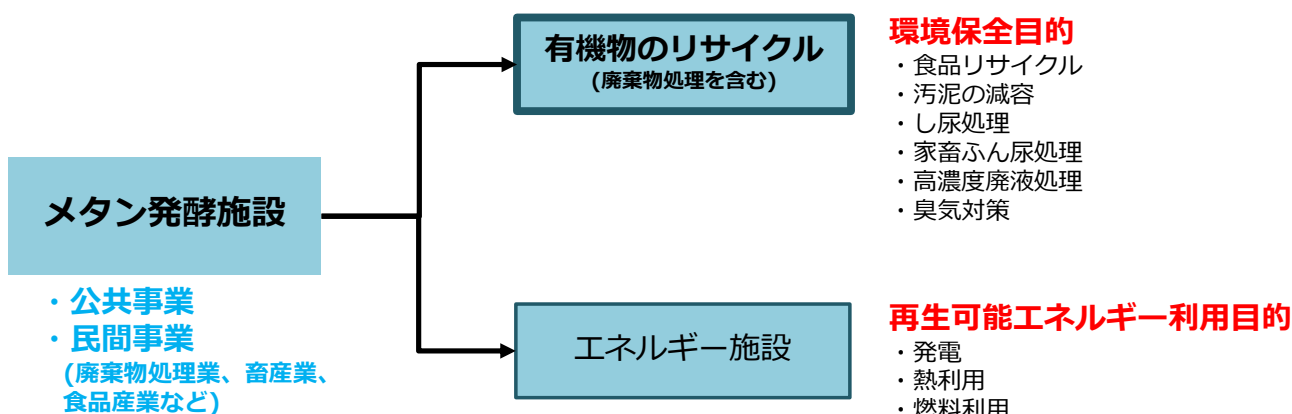 有機物のリサイクル
(廃棄物処理を含む)
環境保全目的
・食品リサイクル
・汚泥の減容
・し尿処理
・家畜ふん尿処理
・高濃度廃液処理
・臭気対策
メタン発酵施設
・公共事業
・民間事業
(廃棄物処理業、畜産業、
食品産業など)
エネルギー施設
再生可能エネルギー利用目的
・発電
・熱利用
・燃料利用